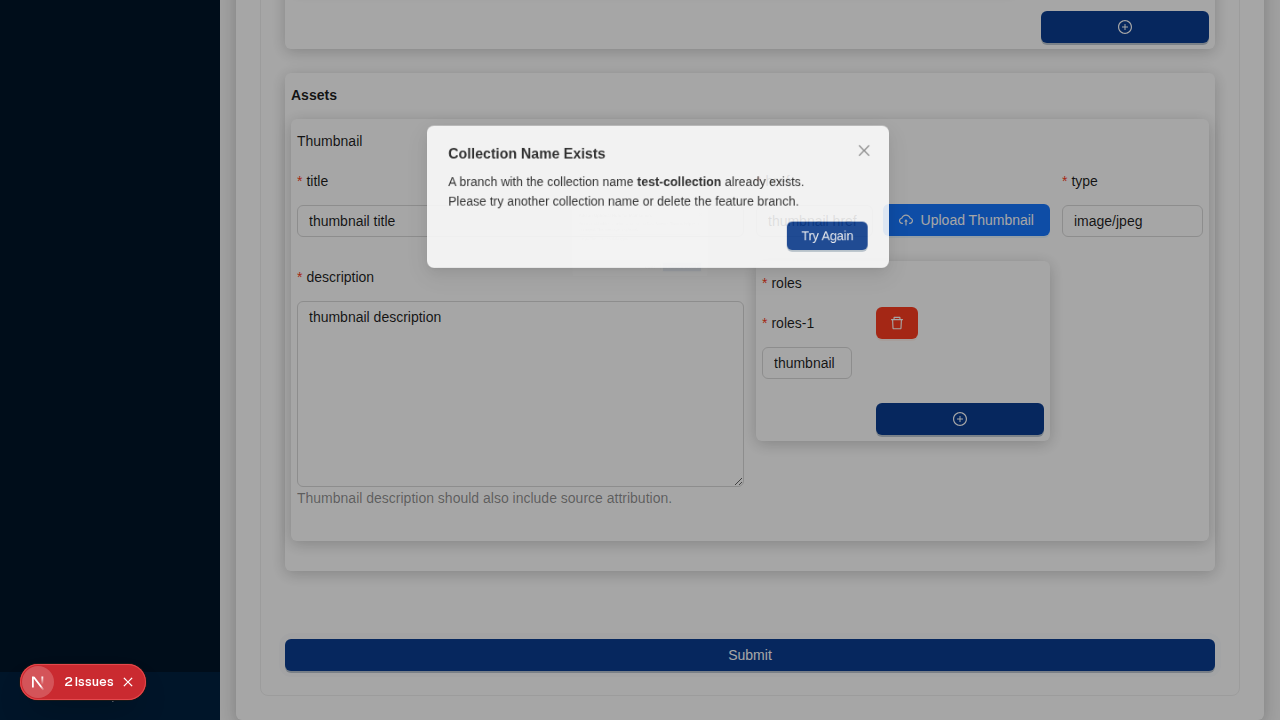 Assets
Thumbnail
* title
thumbnail title
thumbnail href
Upload Thumbnail
* type
image/jpeg
Collection Name Exists
A branch with the collection name test-collection already exists.
Please try another collection name or delete the feature branch.
Try Again
* description
thumbnail description
Thumbnail description should also include source attribution.
* roles
* roles-1
thumbnail
Submit
N
2 Issues